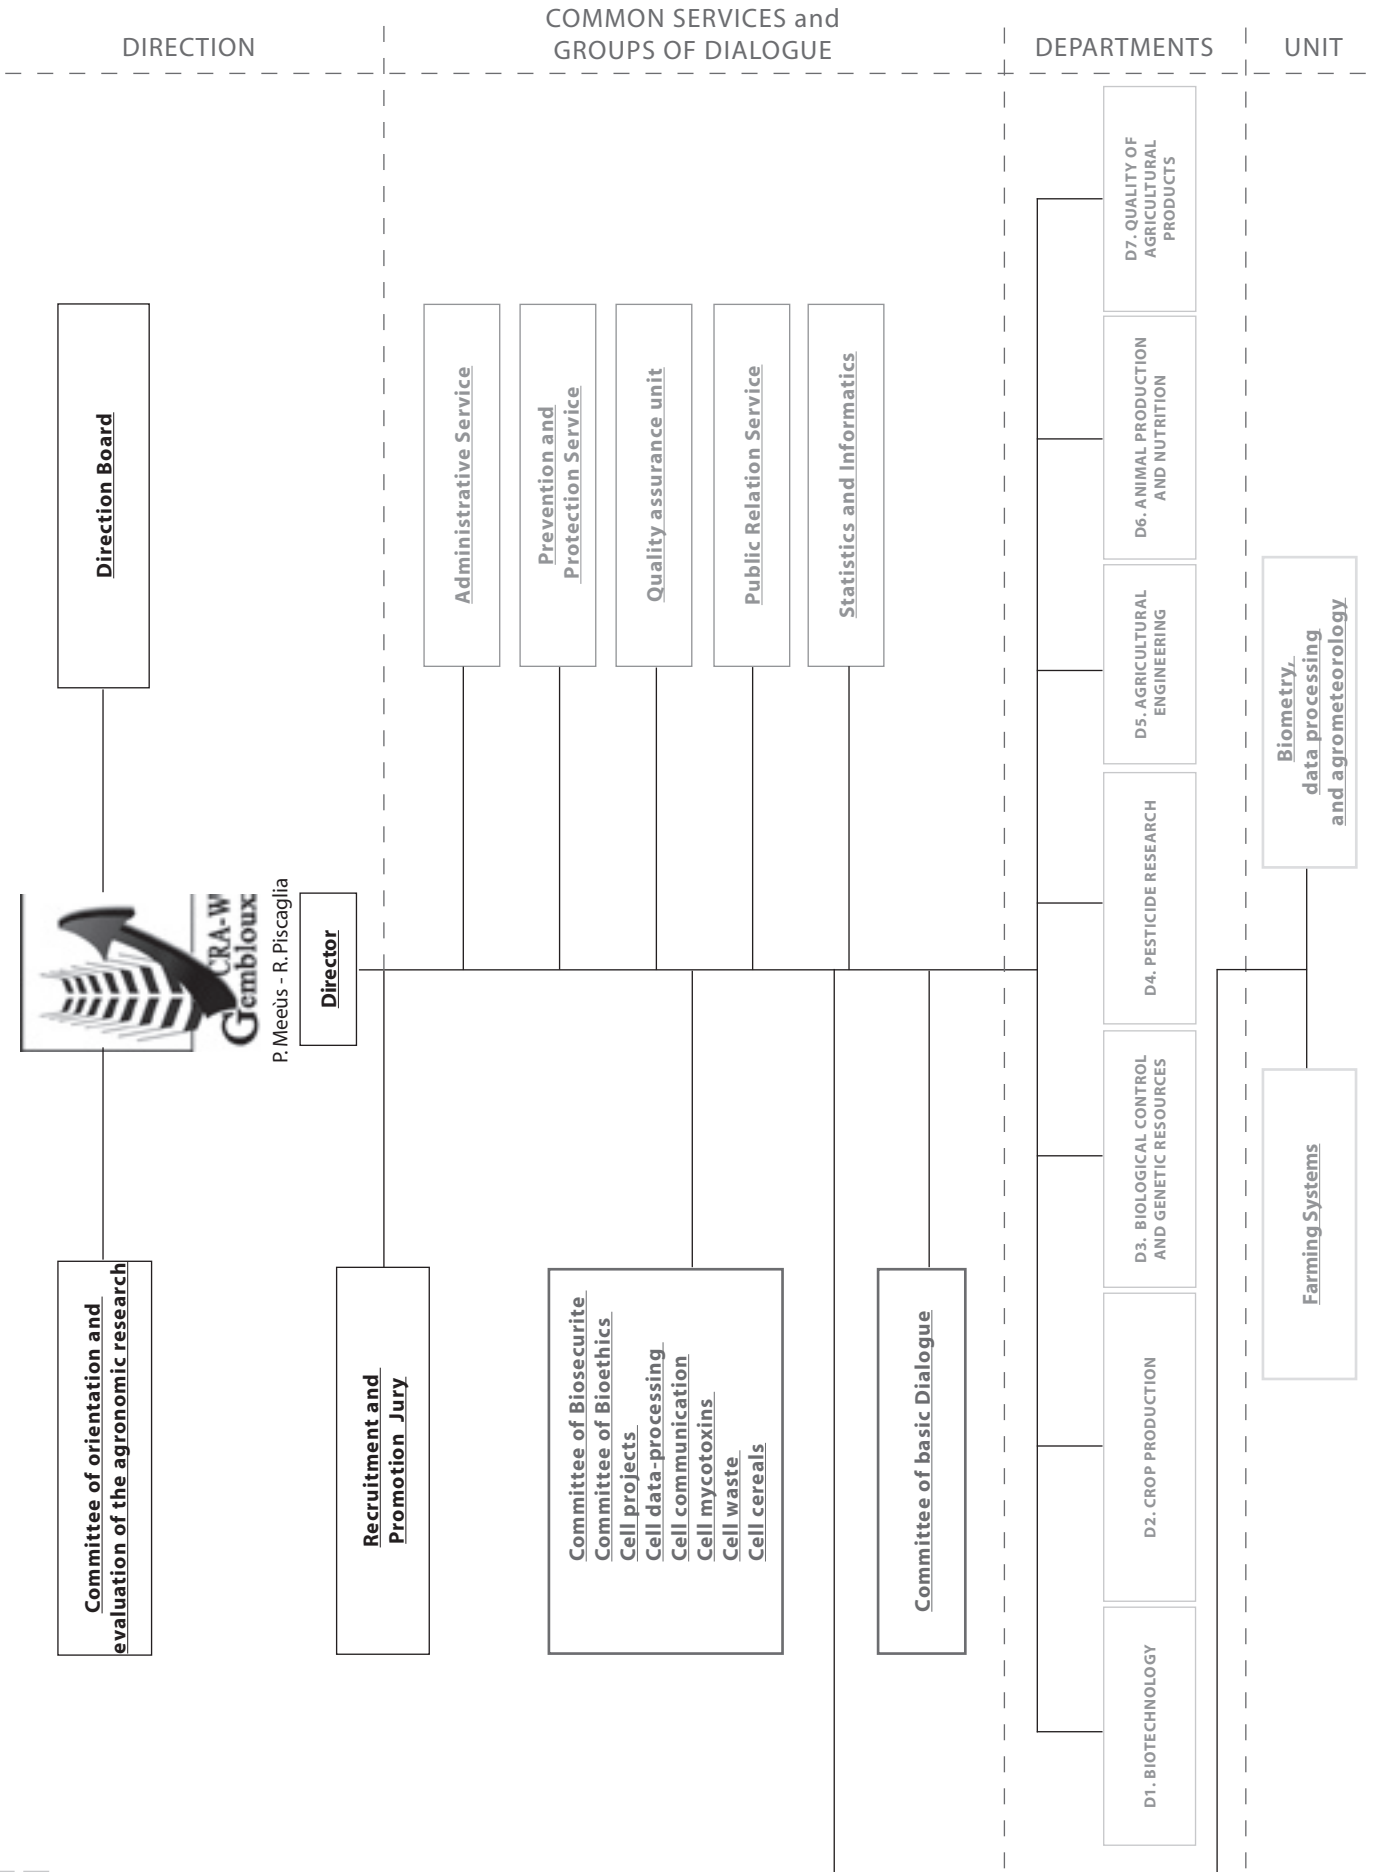 DIRECTION
COMMON SERVICES and
GROUPS OF DIALOGUE
DEPARTMENTS
UNIT
Direction Board
CRA-W
Gembloux
P. Meeùs - R. Piscaglia
Director
Committee of orientation and
evaluation of the agronomic research
Recruitment and
Promotion Jury
Administrative Service
Prevention and
Protection Service
Quality assurance unit
Public Relation Service
Statistics and Informatics
Committee of Biosecurite
Committee of Bioethics
Cell projects
Cell data-processing
Cell communication
Cell mycotoxins
Cell waste
Cell cereals
Committee of basic Dialogue
D1. BIOTECHNOLOGY
D2. CROP PRODUCTION
D3. BIOLOGICAL CONTROL
AND GENETIC RESOURCES
D4. PESTICIDE RESEARCH
D5. AGRICULTURAL
ENGINEERING
D6. ANIMAL PRODUCTION
AND NUTRITION
D7. QUALITY OF
AGRICULTURAL
PRODUCTS
Farming Systems
Biometry,
data processing
and agrometeorology